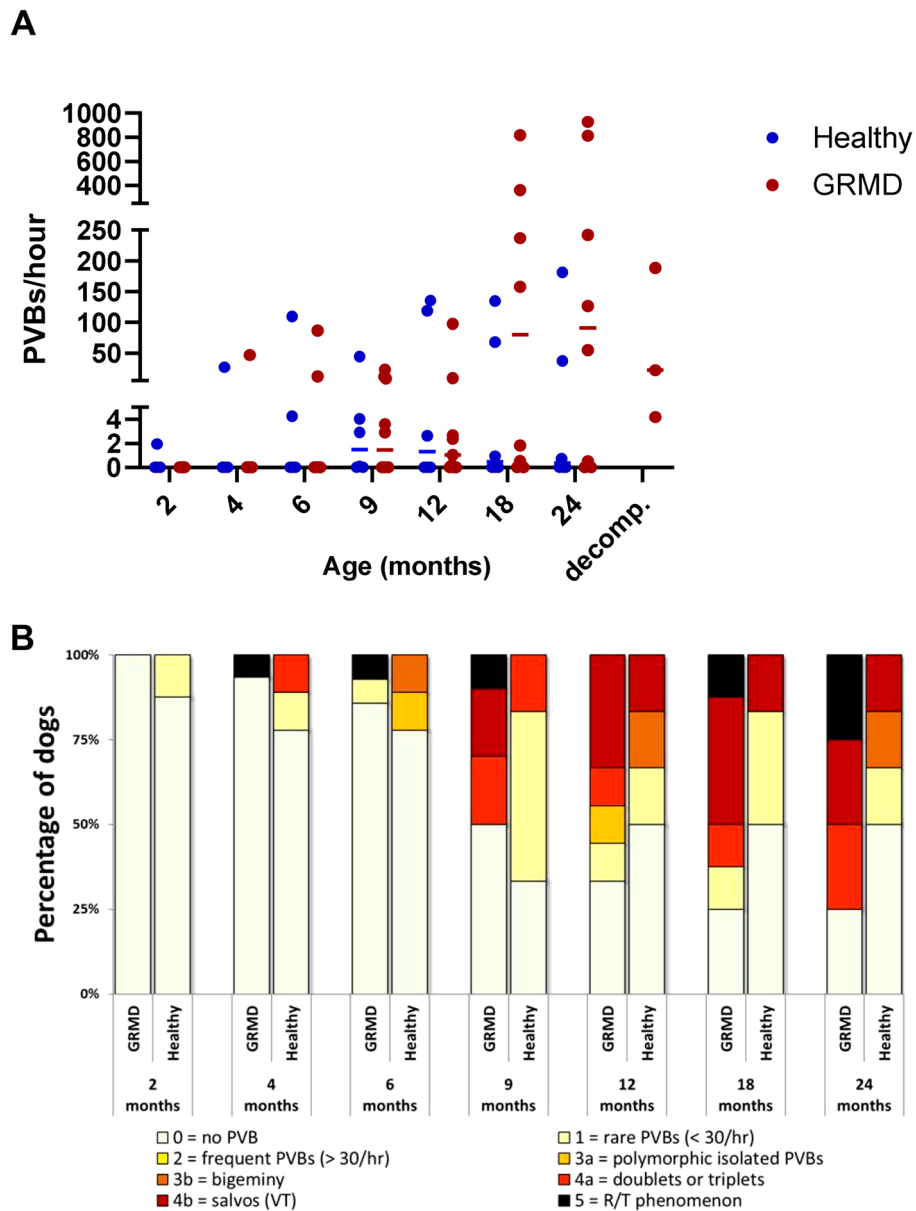 A
1000
800
600
400
250
200
150
100
50
4
2
0
PVBs/hour
Healthy
GRMD
2 4 6 9 12 18 24 decomp.
Age (months)
B
100%
75%
50%
25%
0%
Percentage of dogs
GRMD Healthy GRMD Healthy GRMD Healthy GRMD Healthy GRMD Healthy GRMD Healthy GRMD Healthy
2 4 6 9 12 18 24
months months months months months months months
0 = no PVB 1 = rare PVBs (< 30/hr)
2 = frequent PVBs (> 30/hr) 3a = polymorphic isolated PVBs
3b = bigeminy 4a = doublets or triplets
4b = salvos (VT) 5 = R/T phenomenon